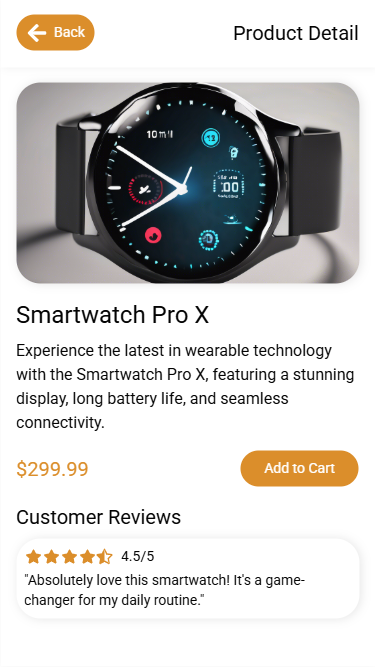 Back
Product Detail
Smartwatch Pro X
Experience the latest in wearable technology
with the Smartwatch Pro X, featuring a stunning
display, long battery life, and seamless
connectivity.
$299.99
Add to Cart
Customer Reviews
4.5/5
"Absolutely love this smartwatch! It's a game-
changer for my daily routine."